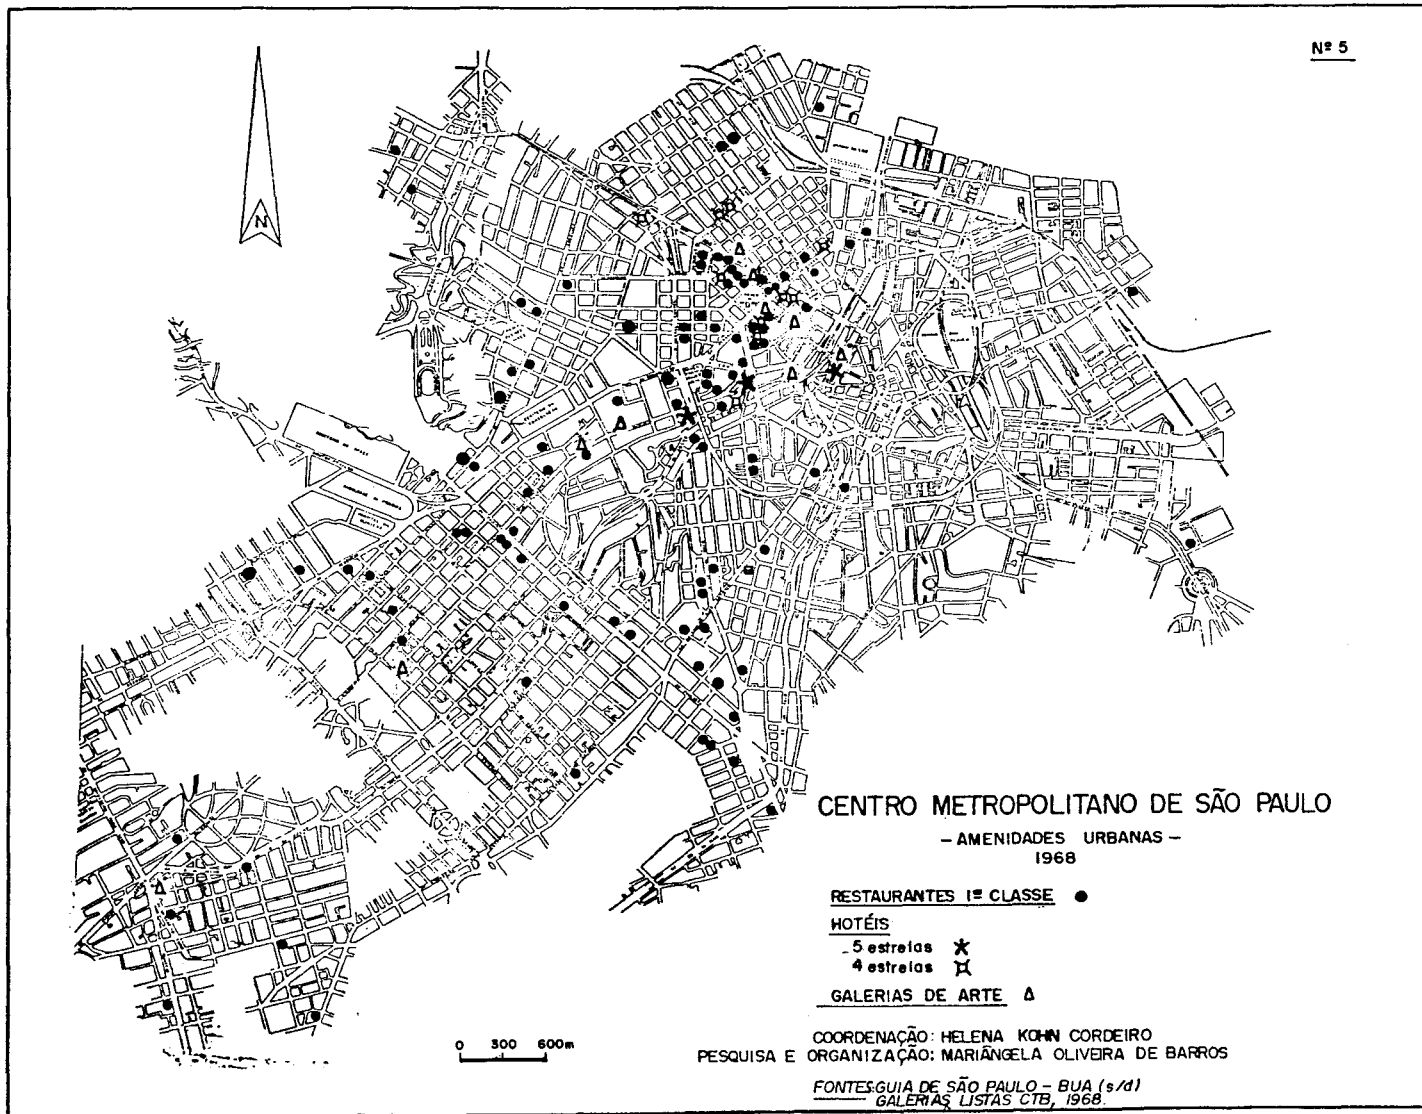 Nº 5
N
CENTRO METROPOLITANO DE SÃO PAULO
– AMENIDADES URBANAS –
1968
RESTAURANTES 1ª CLASSE
HOTÉIS
5 estrelas
4 estrelas
GALERIAS DE ARTE
0 300 600m
COORDENAÇÃO: HELENA KOHN CORDEIRO
PESQUISA E ORGANIZAÇÃO: MARIÂNGELA OLIVEIRA DE BARROS
FONTES: GUIA DE SÃO PAULO – BUA (s/d)
GALERIAS LISTAS CTB, 1968.